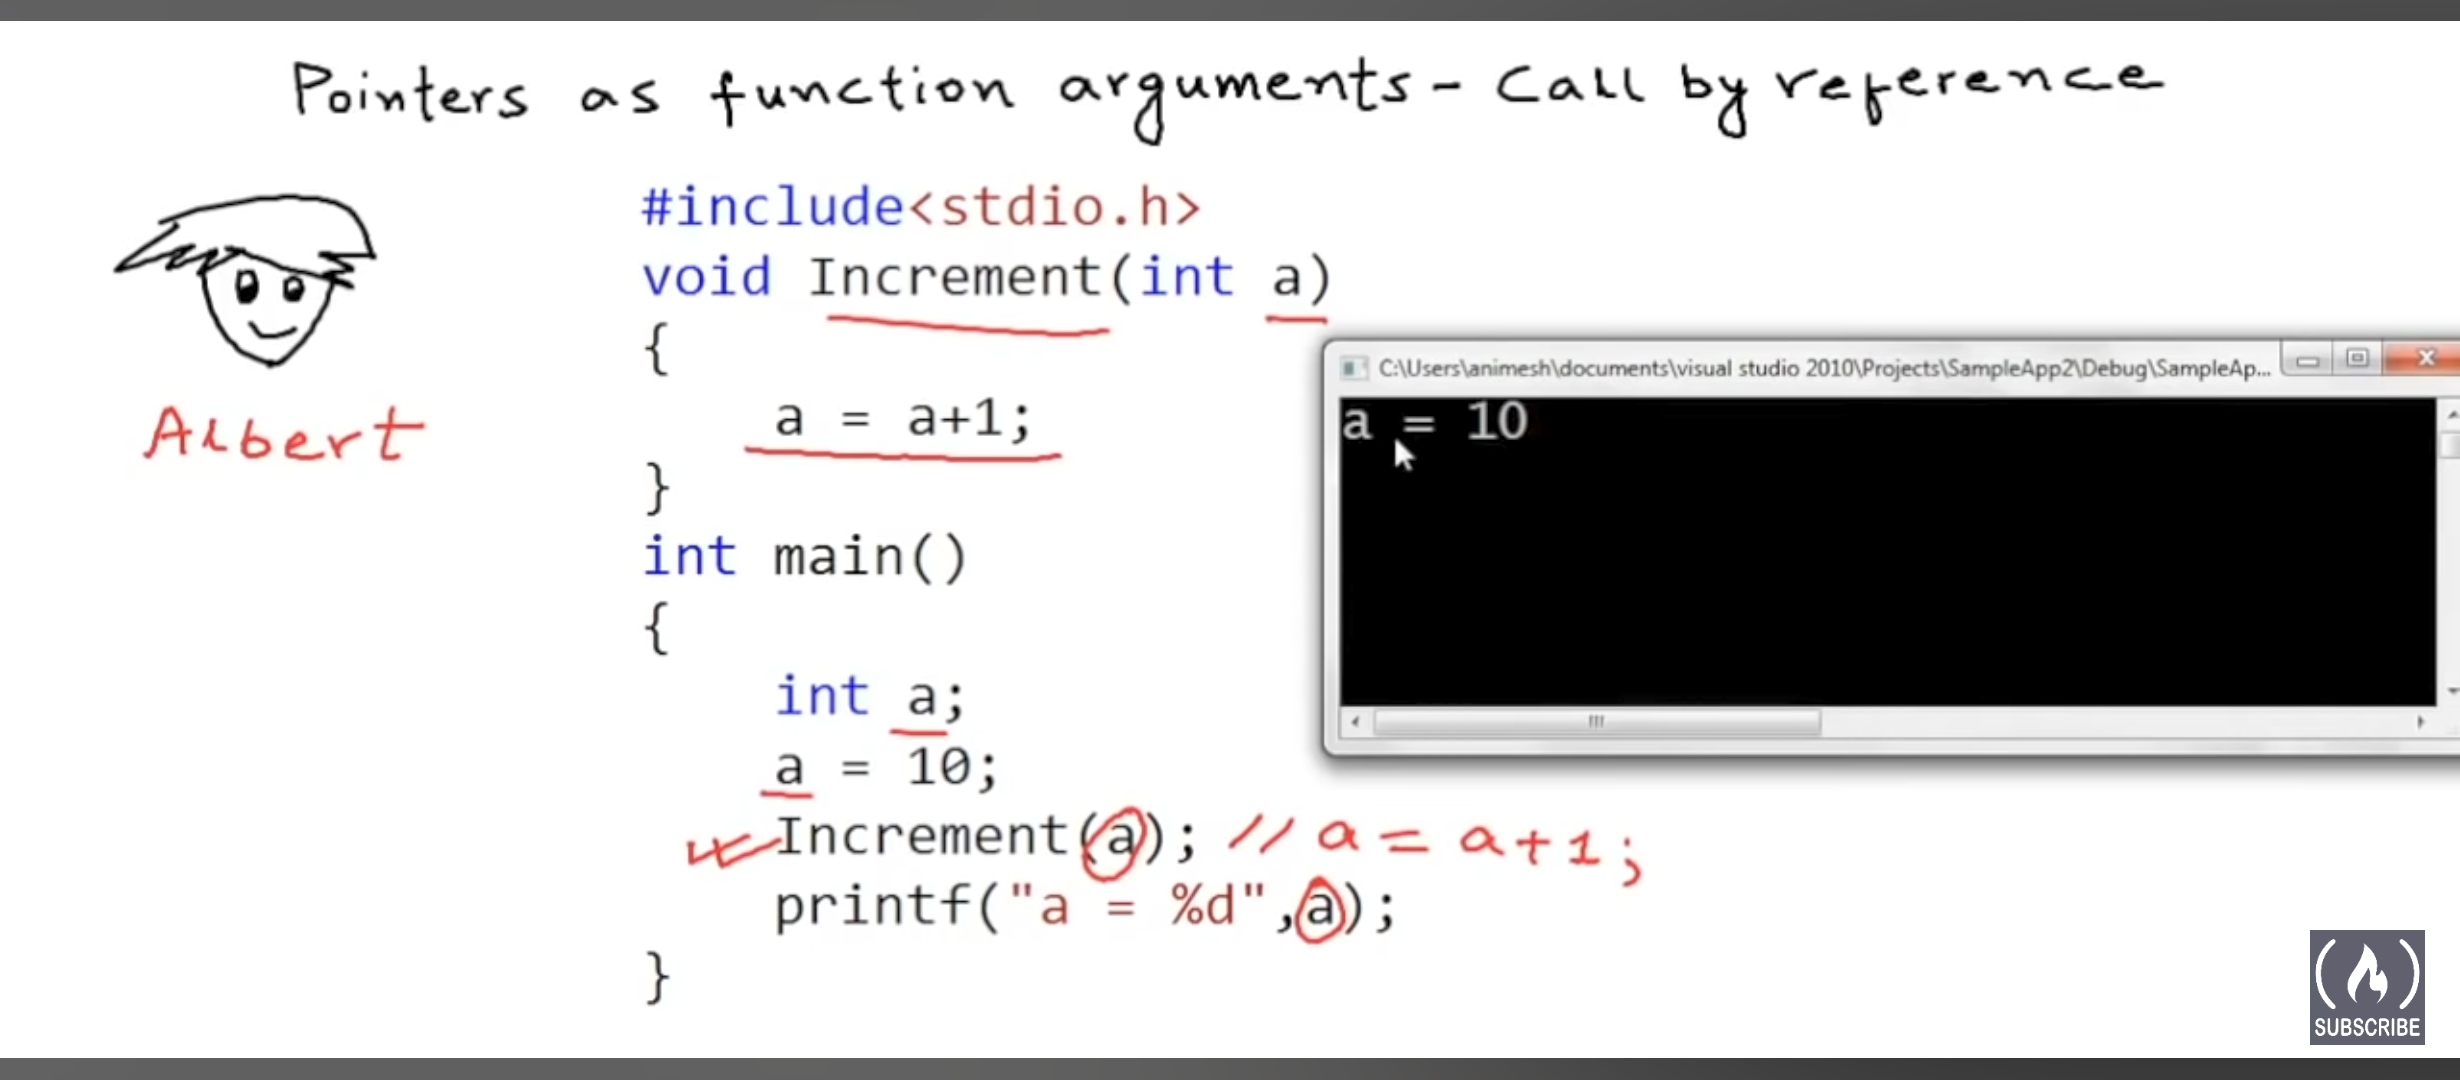 Pointers as function arguments - Call by reference
#include<stdio.h>
void Increment(int a)
{
a = a+1;
}
int main()
{
int a;
a = 10;
Increment(a); // a = a+1;
printf("a = %d",a);
}
Albert
C:\Users\animesh\documents\visual studio 2010\Projects\SampleApp2\Debug\SampleAp...
a = 10
SUBSCRIBE